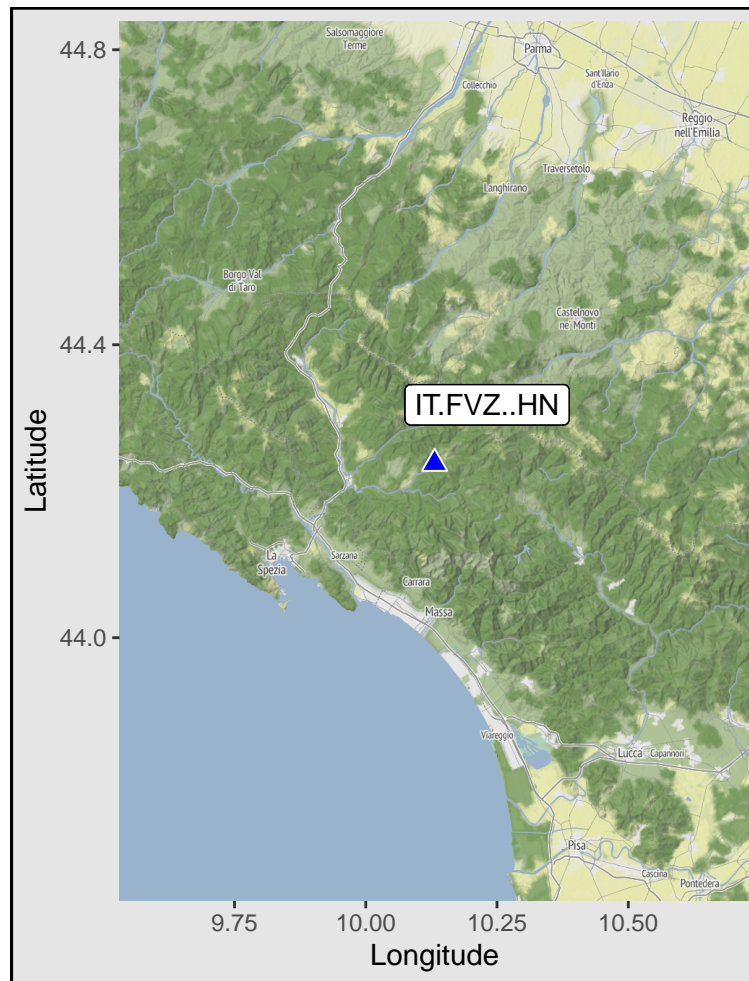 Salsomaggiore
Terme
44.8
Parma
Collecchio
Sant'Ilario
d'Enza
Reggio
nell'Emilia
Traversetolo
Langhirano
Borgo Val
di Taro
Castelnovo
ne' Monti
44.4
IT.FVZ..HN
Latitude
La
Spezia
Sarzana
Carrara
Massa
44.0
Viareggio
Lucca
Capannori
Pisa
Cascina
Pontedera
9.75
10.00
10.25
10.50
Longitude